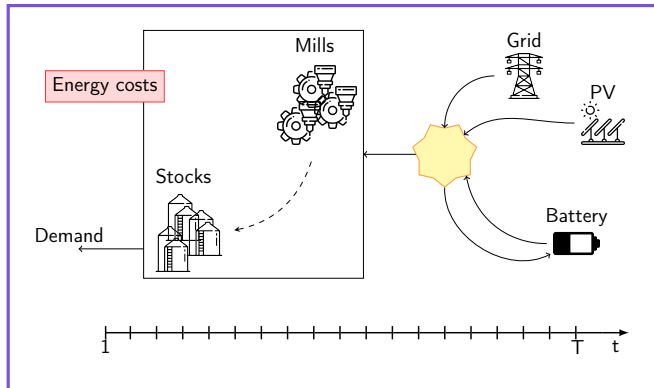 Grid
Mills
Energy costs
PV
Stocks
Battery
Demand
1
T
t